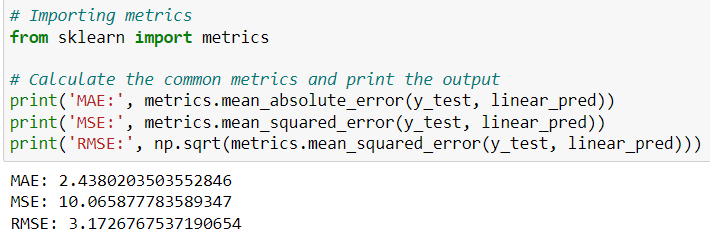 # Importing metrics
from sklearn import metrics
# Calculate the common metrics and print the output
print('MAE:', metrics.mean_absolute_error(y_test, linear_pred))
print('MSE:', metrics.mean_squared_error(y_test, linear_pred))
print('RMSE:', np.sqrt(metrics.mean_squared_error(y_test, linear_pred)))
MAE: 2.4380203503552846
MSE: 10.065877783589347
RMSE: 3.1726767537190654